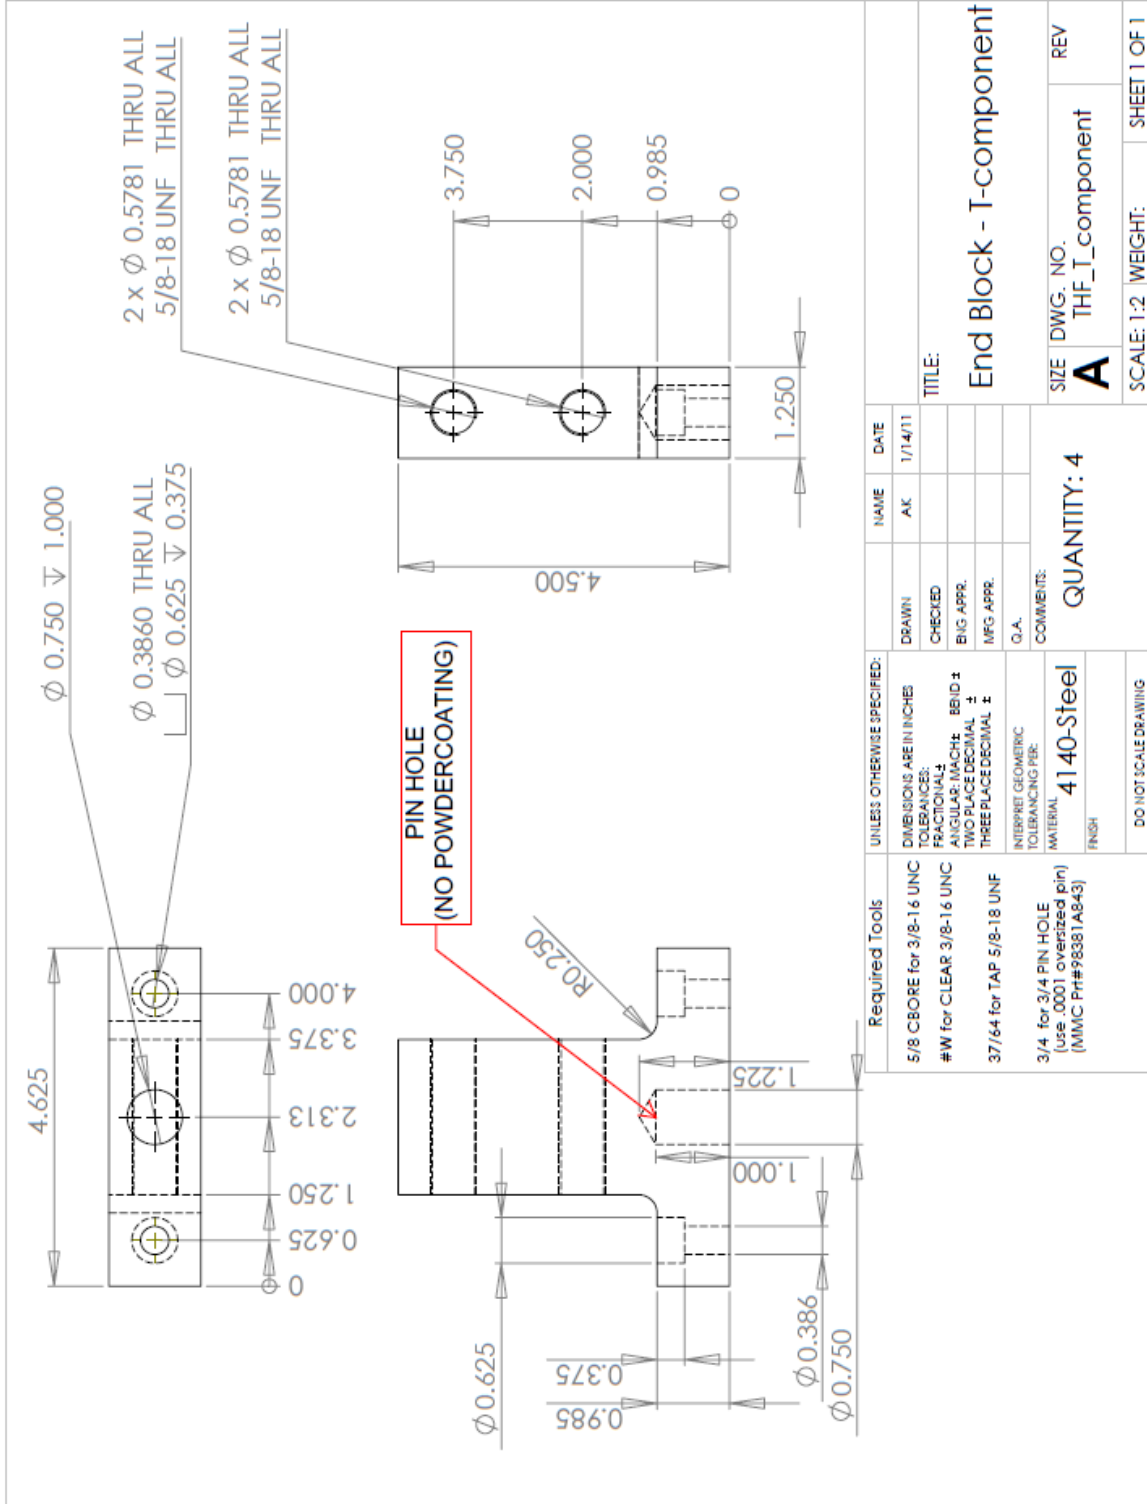 4.625
Ø 0.750 ↧ 1.000
Ø 0.3860 THRU ALL
⌴ Ø 0.625 ↧ 0.375
0
0.625
1.250
2.313
3.375
4.000
2 x Ø 0.5781 THRU ALL
5/8-18 UNF THRU ALL
2 x Ø 0.5781 THRU ALL
5/8-18 UNF THRU ALL
3.750
2.000
0.985
0
4.500
1.250
PIN HOLE
(NO POWDERCOATING)
R0.250
Ø0.625
0.375
0.985
1.000
1.225
Ø0.386
Ø0.750
Required Tools
5/8 CBORE for 3/8-16 UNC
#W for CLEAR 3/8-16 UNC
37/64 for TAP 5/8-18 UNF
3/4 for 3/4 PIN HOLE
(use .0001 oversized pin)
(MMC Prt#98381A843)
UNLESS OTHERWISE SPECIFIED:
DIMENSIONS ARE IN INCHES
TOLERANCES:
FRACTIONAL±
ANGULAR: MACH± BEND ±
TWO PLACE DECIMAL ±
THREE PLACE DECIMAL ±
INTERPRET GEOMETRIC
TOLERANCING PER:
MATERIAL
4140-Steel
FINISH
DO NOT SCALE DRAWING
NAME DATE
DRAWN AK 1/14/11
CHECKED
ENG APPR.
MFG APPR.
Q.A.
COMMENTS:
QUANTITY: 4
TITLE:
End Block - T-component
SIZE DWG. NO. REV
A THF_T_component
SCALE: 1:2 WEIGHT: SHEET 1 OF 1